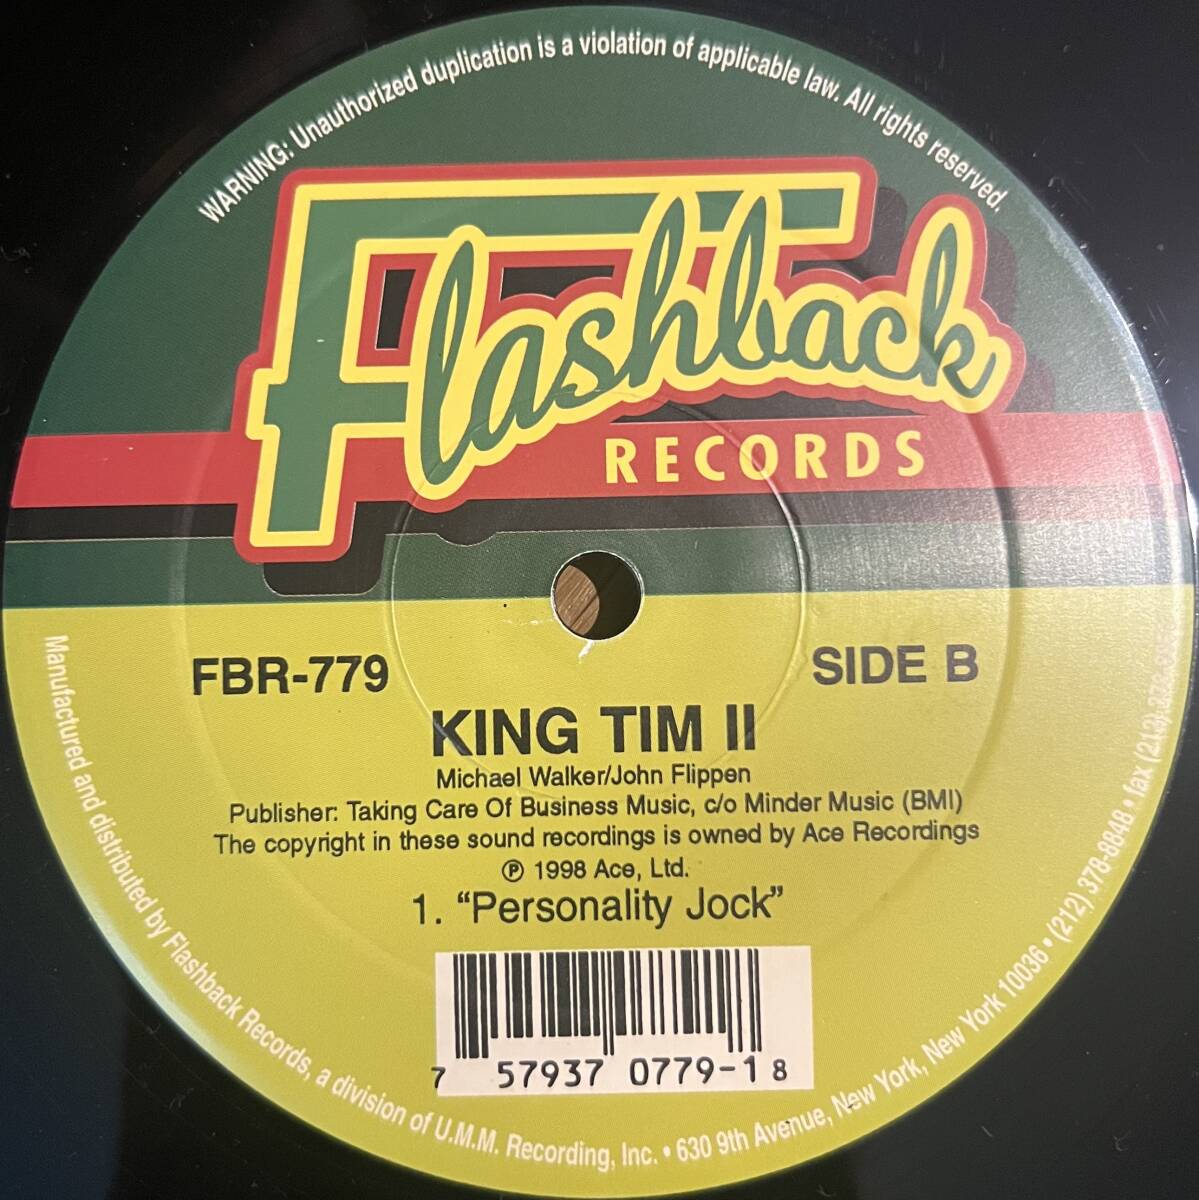 WARNING: Unauthorized duplication is a violation of applicable law. All rights reserved.
Flashback
RECORDS
FBR-779
SIDE B
KING TIM II
Michael Walker/John Flippen
Publisher: Taking Care Of Business Music, c/o Minder Music (BMI)
The copyright in these sound recordings is owned by Ace Recordings
℗ 1998 Ace, Ltd.
1. “Personality Jock”
7 57937 0779-1 8
Manufactured and distributed by Flashback Records, a division of U.M.M. Recording, Inc. • 630 9th Avenue, New York, New York 10036 • (212) 378-8848 • fax (212)